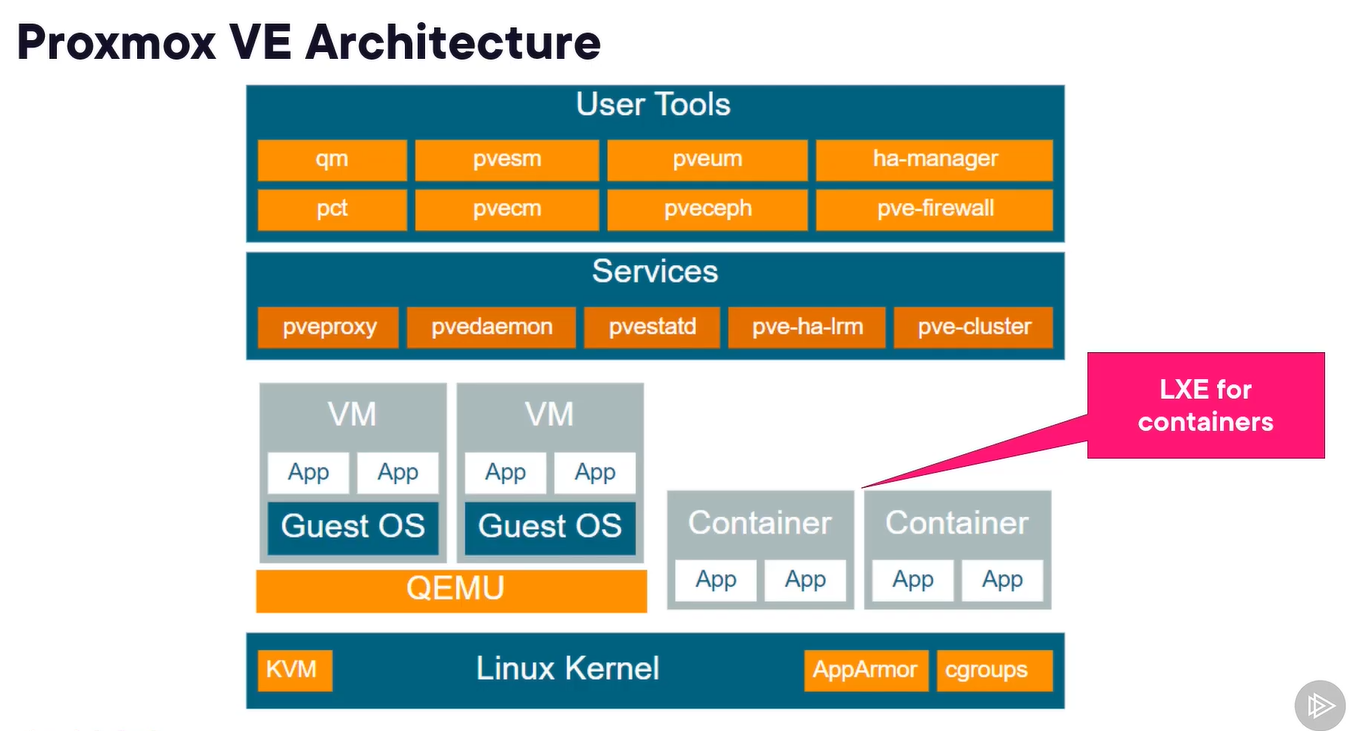 Proxmox VE Architecture
User Tools
qm pvesm pveum ha-manager
pct pvecm pveceph pve-firewall
Services
pveproxy pvedaemon pvestatd pve-ha-lrm pve-cluster
LXE for
containers
VM VM
App App App App
Guest OS Guest OS
Container Container
App App App App
QEMU
KVM Linux Kernel AppArmor cgroups